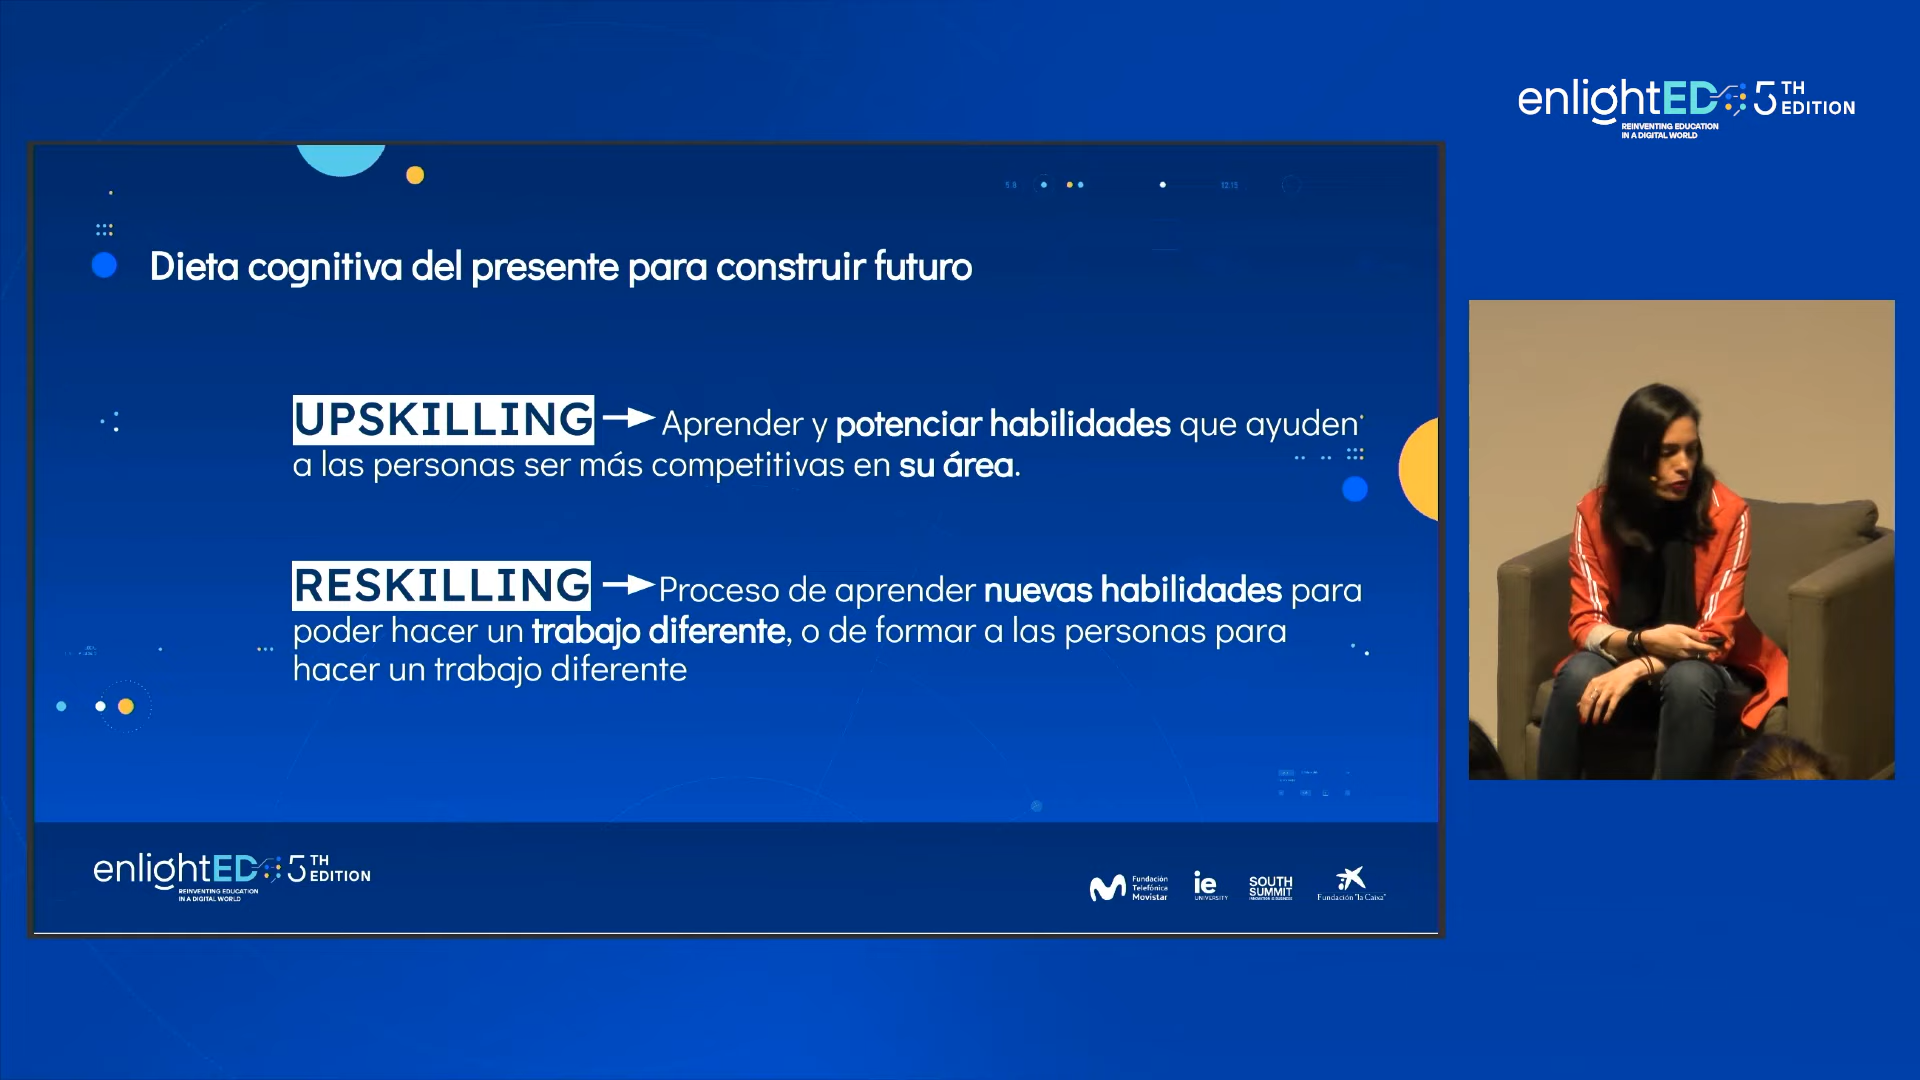 enlightED 5TH EDITION
REINVENTING EDUCATION
IN A DIGITAL WORLD
Dieta cognitiva del presente para construir futuro
UPSKILLING Aprender y potenciar habilidades que ayuden
a las personas ser más competitivas en su área.
RESKILLING Proceso de aprender nuevas habilidades para
poder hacer un trabajo diferente, o de formar a las personas para
hacer un trabajo diferente
enlightED 5TH EDITION
REINVENTING EDUCATION
IN A DIGITAL WORLD
Fundación
Telefónica
Movistar
ie
UNIVERSITY
SOUTH
SUMMIT
Fundación "la Caixa"